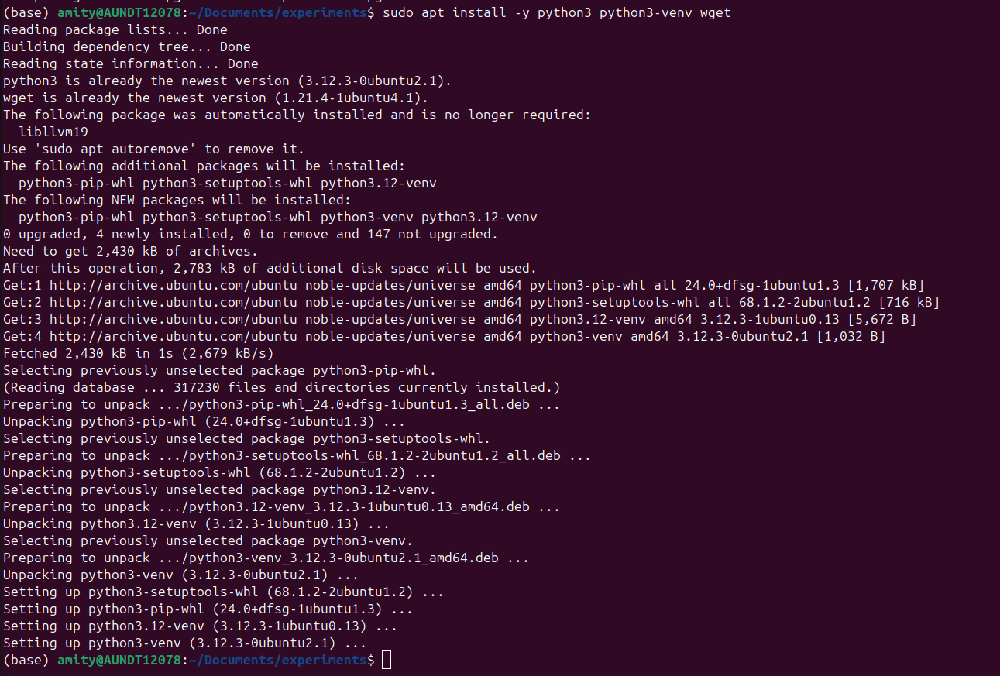 (base) amity@AUNDT12078:~/Documents/experiments$ sudo apt install -y python3 python3-venv wget
Reading package lists... Done
Building dependency tree... Done
Reading state information... Done
python3 is already the newest version (3.12.3-0ubuntu2.1).
wget is already the newest version (1.21.4-1ubuntu4.1).
The following package was automatically installed and is no longer required:
  libllvm19
Use 'sudo apt autoremove' to remove it.
The following additional packages will be installed:
  python3-pip-whl python3-setuptools-whl python3.12-venv
The following NEW packages will be installed:
  python3-pip-whl python3-setuptools-whl python3-venv python3.12-venv
0 upgraded, 4 newly installed, 0 to remove and 147 not upgraded.
Need to get 2,430 kB of archives.
After this operation, 2,783 kB of additional disk space will be used.
Get:1 http://archive.ubuntu.com/ubuntu noble-updates/universe amd64 python3-pip-whl all 24.0+dfsg-1ubuntu1.3 [1,707 kB]
Get:2 http://archive.ubuntu.com/ubuntu noble-updates/universe amd64 python3-setuptools-whl all 68.1.2-2ubuntu1.2 [716 kB]
Get:3 http://archive.ubuntu.com/ubuntu noble-updates/universe amd64 python3.12-venv amd64 3.12.3-1ubuntu0.13 [5,672 B]
Get:4 http://archive.ubuntu.com/ubuntu noble-updates/universe amd64 python3-venv amd64 3.12.3-0ubuntu2.1 [1,032 B]
Fetched 2,430 kB in 1s (2,679 kB/s)
Selecting previously unselected package python3-pip-whl.
(Reading database ... 317230 files and directories currently installed.)
Preparing to unpack .../python3-pip-whl_24.0+dfsg-1ubuntu1.3_all.deb ...
Unpacking python3-pip-whl (24.0+dfsg-1ubuntu1.3) ...
Selecting previously unselected package python3-setuptools-whl.
Preparing to unpack .../python3-setuptools-whl_68.1.2-2ubuntu1.2_all.deb ...
Unpacking python3-setuptools-whl (68.1.2-2ubuntu1.2) ...
Selecting previously unselected package python3.12-venv.
Preparing to unpack .../python3.12-venv_3.12.3-1ubuntu0.13_amd64.deb ...
Unpacking python3.12-venv (3.12.3-1ubuntu0.13) ...
Selecting previously unselected package python3-venv.
Preparing to unpack .../python3-venv_3.12.3-0ubuntu2.1_amd64.deb ...
Unpacking python3-venv (3.12.3-0ubuntu2.1) ...
Setting up python3-setuptools-whl (68.1.2-2ubuntu1.2) ...
Setting up python3-pip-whl (24.0+dfsg-1ubuntu1.3) ...
Setting up python3.12-venv (3.12.3-1ubuntu0.13) ...
Setting up python3-venv (3.12.3-0ubuntu2.1) ...
(base) amity@AUNDT12078:~/Documents/experiments$